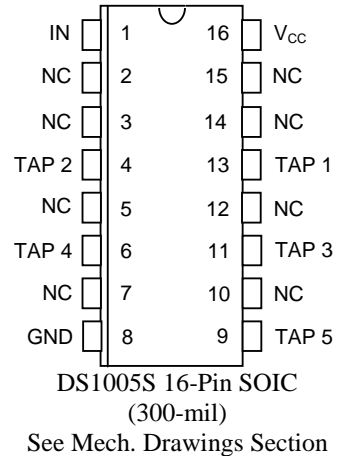 IN 1 16 VCC
NC 2 15 NC
NC 3 14 NC
TAP 2 4 13 TAP 1
NC 5 12 NC
TAP 4 6 11 TAP 3
NC 7 10 NC
GND 8 9 TAP 5
DS1005S 16-Pin SOIC
(300-mil)
See Mech. Drawings Section